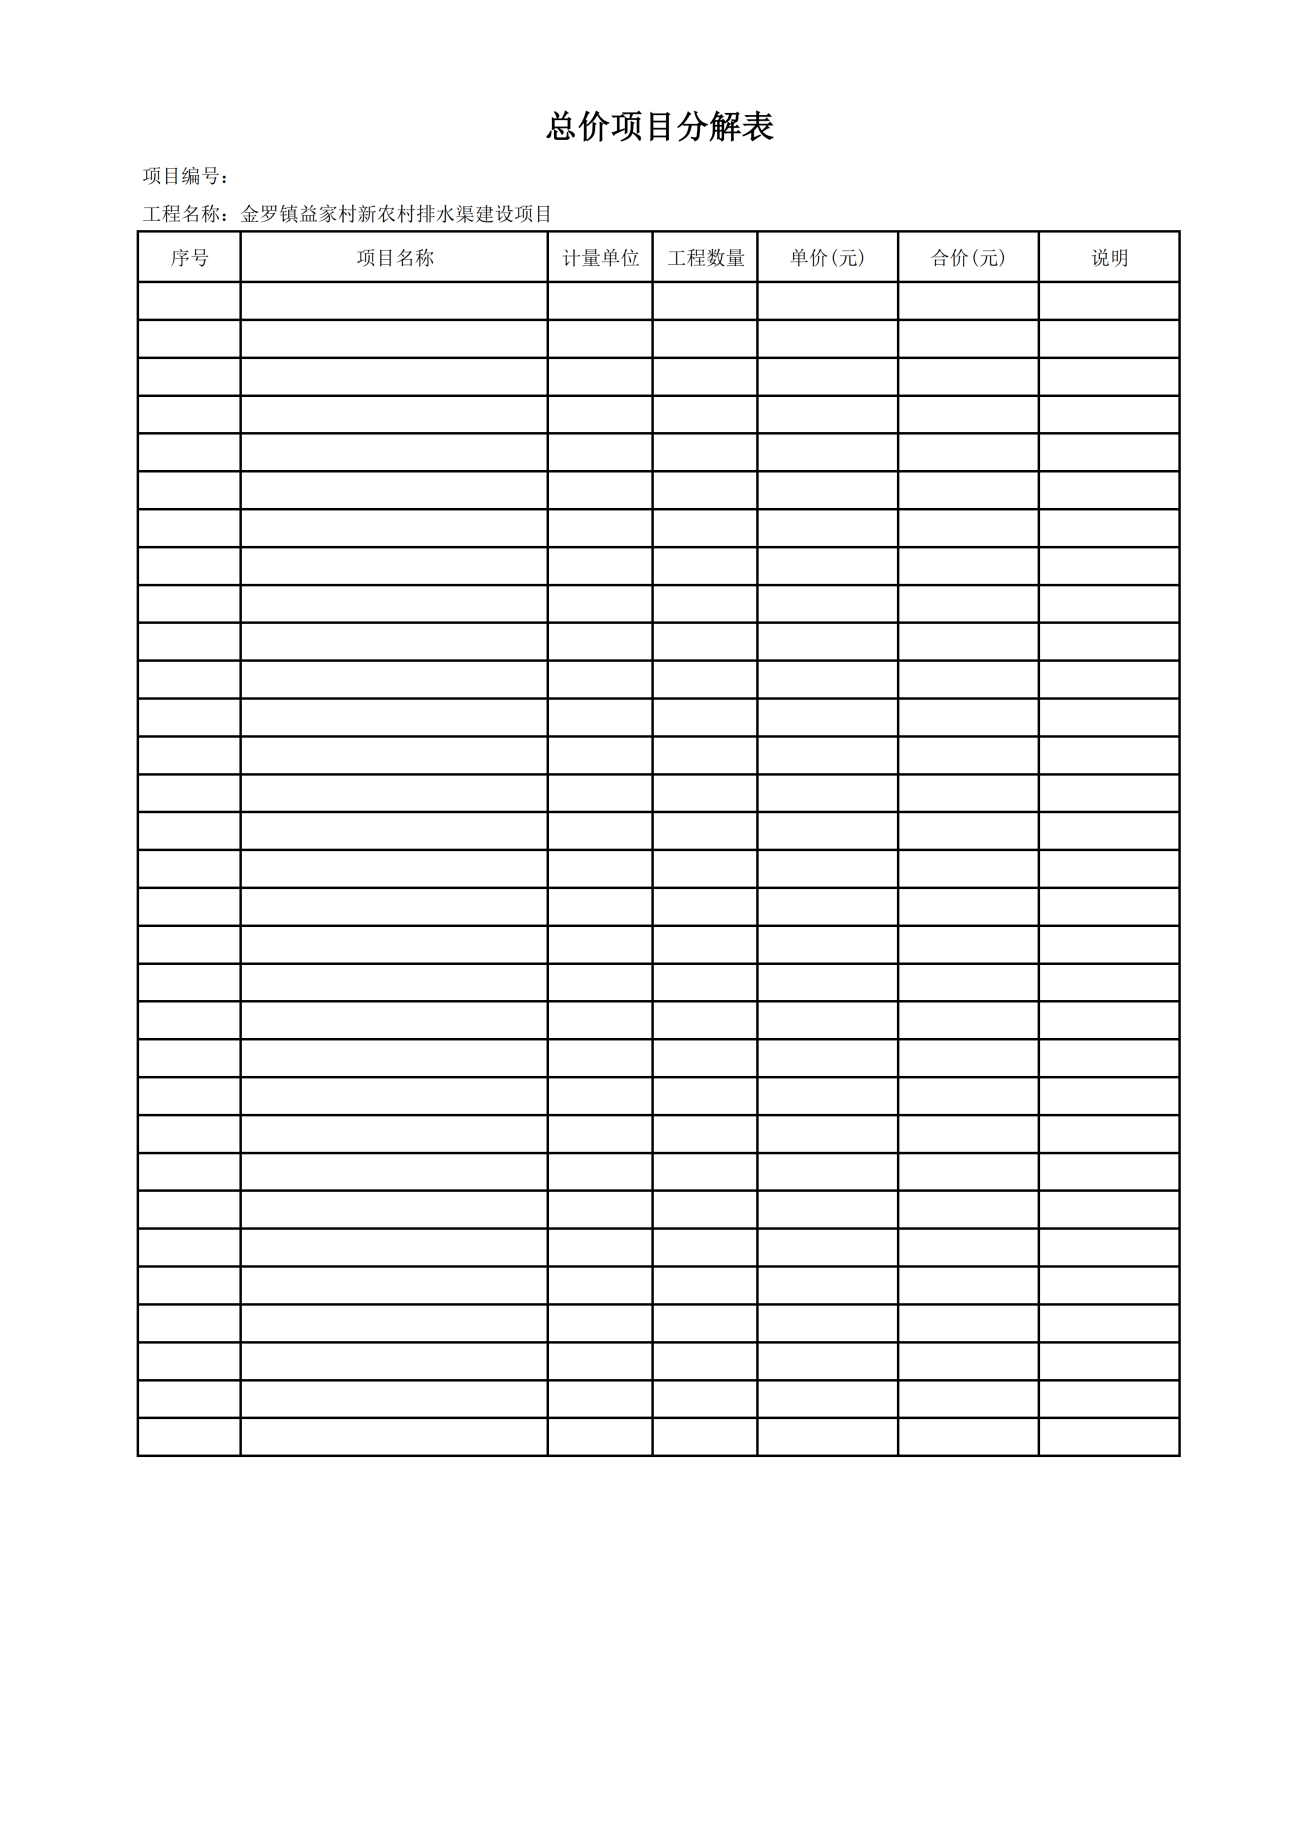 总价项目分解表
项目编号：
工程名称：金罗镇益家村新农村排水渠建设项目
序号 项目名称 计量单位 工程数量 单价(元) 合价(元) 说明